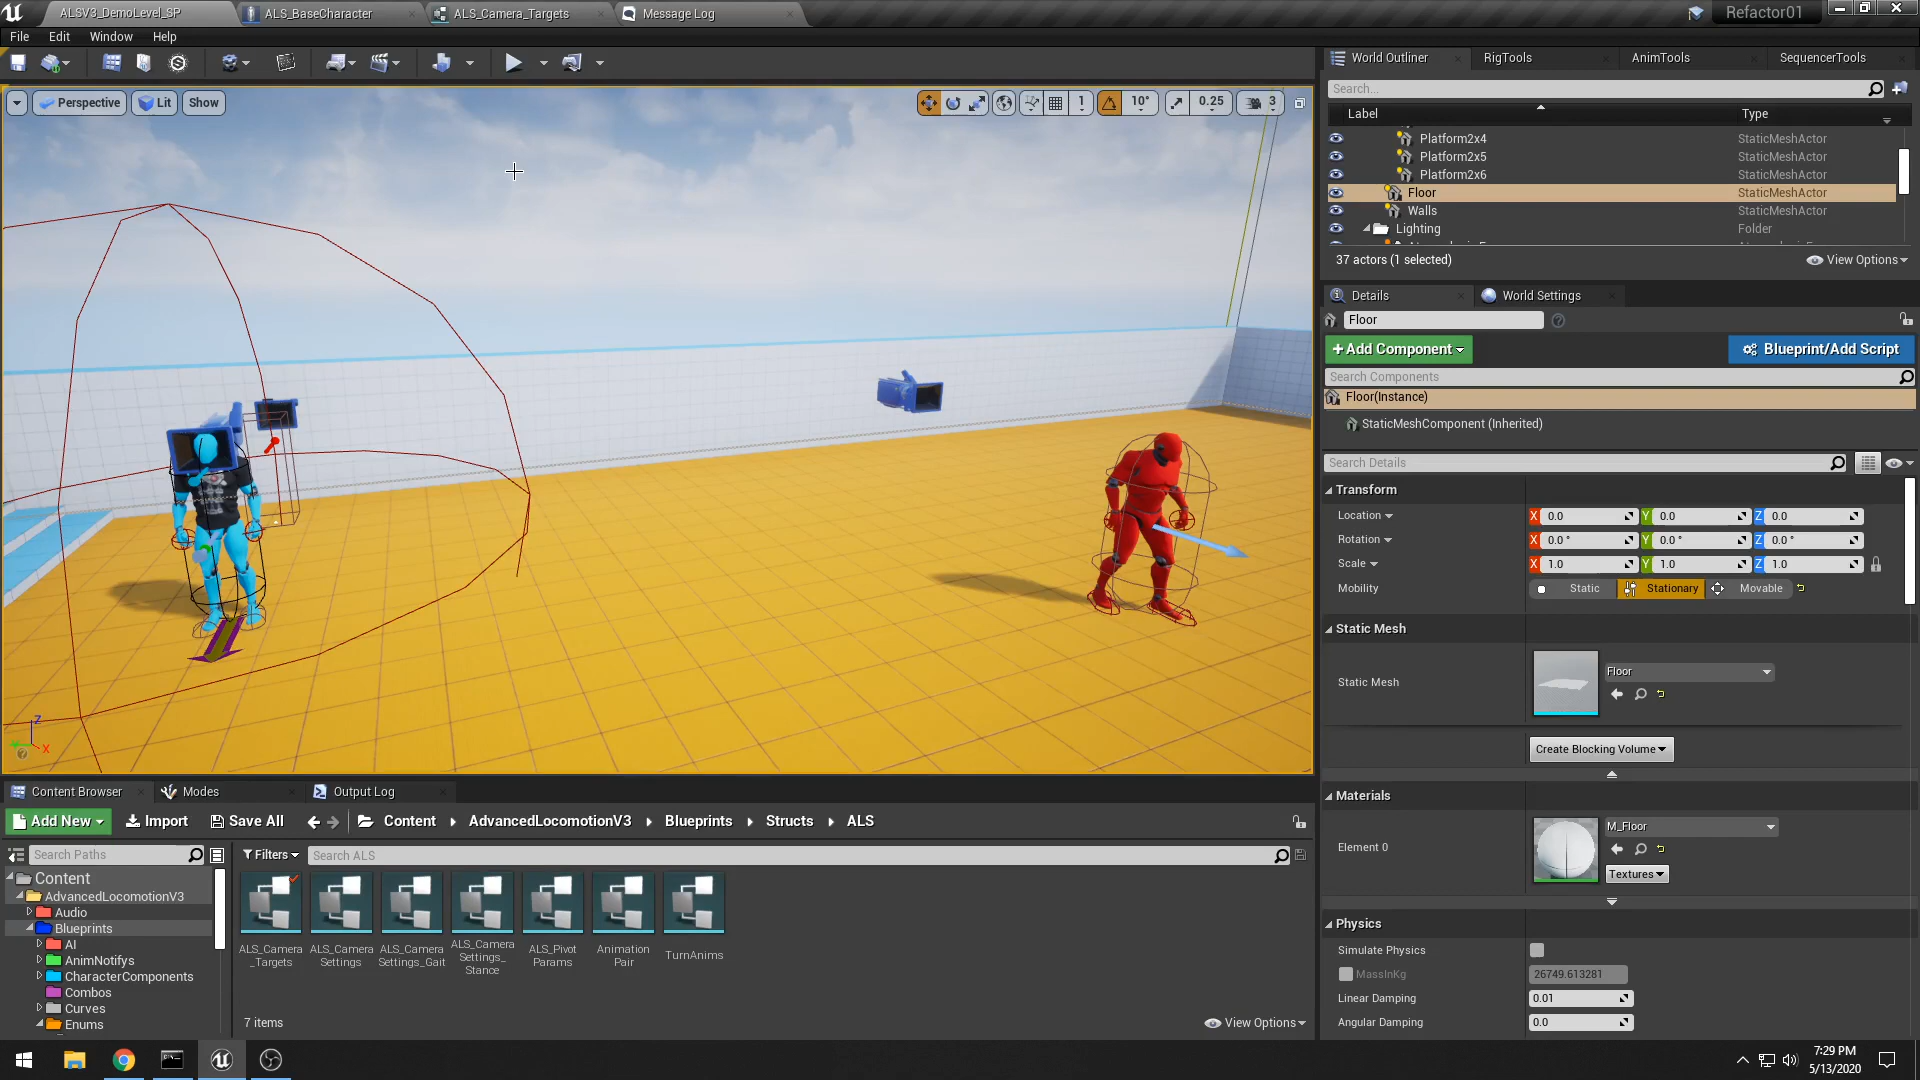 ALSV3_DemoLevel_SP
ALS_BaseCharacter
ALS_Camera_Targets
Message Log
Refactor01
File
Edit
Window
Help
Perspective
Lit
Show
1
10°
0.25
3
World Outliner
RigTools
AnimTools
SequencerTools
Search...
Label
Type
Platform2x4
StaticMeshActor
Platform2x5
StaticMeshActor
Platform2x6
StaticMeshActor
Floor
StaticMeshActor
Walls
StaticMeshActor
Lighting
Folder
37 actors (1 selected)
View Options
Details
World Settings
Floor
+Add Component
Blueprint/Add Script
Search Components
Floor(Instance)
StaticMeshComponent (Inherited)
Search Details
Transform
Location
X 0.0
Y 0.0
Z 0.0
Rotation
X 0.0 °
Y 0.0 °
Z 0.0 °
Scale
X 1.0
Y 1.0
Z 1.0
Mobility
Static
Stationary
Movable
Static Mesh
Static Mesh
Floor
Create Blocking Volume
Materials
Element 0
M_Floor
Textures
Physics
Simulate Physics
MassInKg
26749.613281
Linear Damping
0.01
Angular Damping
0.0
Z
X
Content Browser
Modes
Output Log
Add New
Import
Save All
Content
AdvancedLocomotionV3
Blueprints
Structs
ALS
Search Paths
Filters
Search ALS
Content
AdvancedLocomotionV3
Audio
Blueprints
AI
AnimNotifys
CharacterComponents
Combos
Curves
Enums
ALS_Camera
_Targets
ALS_Camera
Settings
ALS_Camera
Settings_Gait
ALS_Camera
Settings_
Stance
ALS_Pivot
Params
Animation
Pair
TurnAnims
7 items
View Options
7:29 PM
5/13/2020